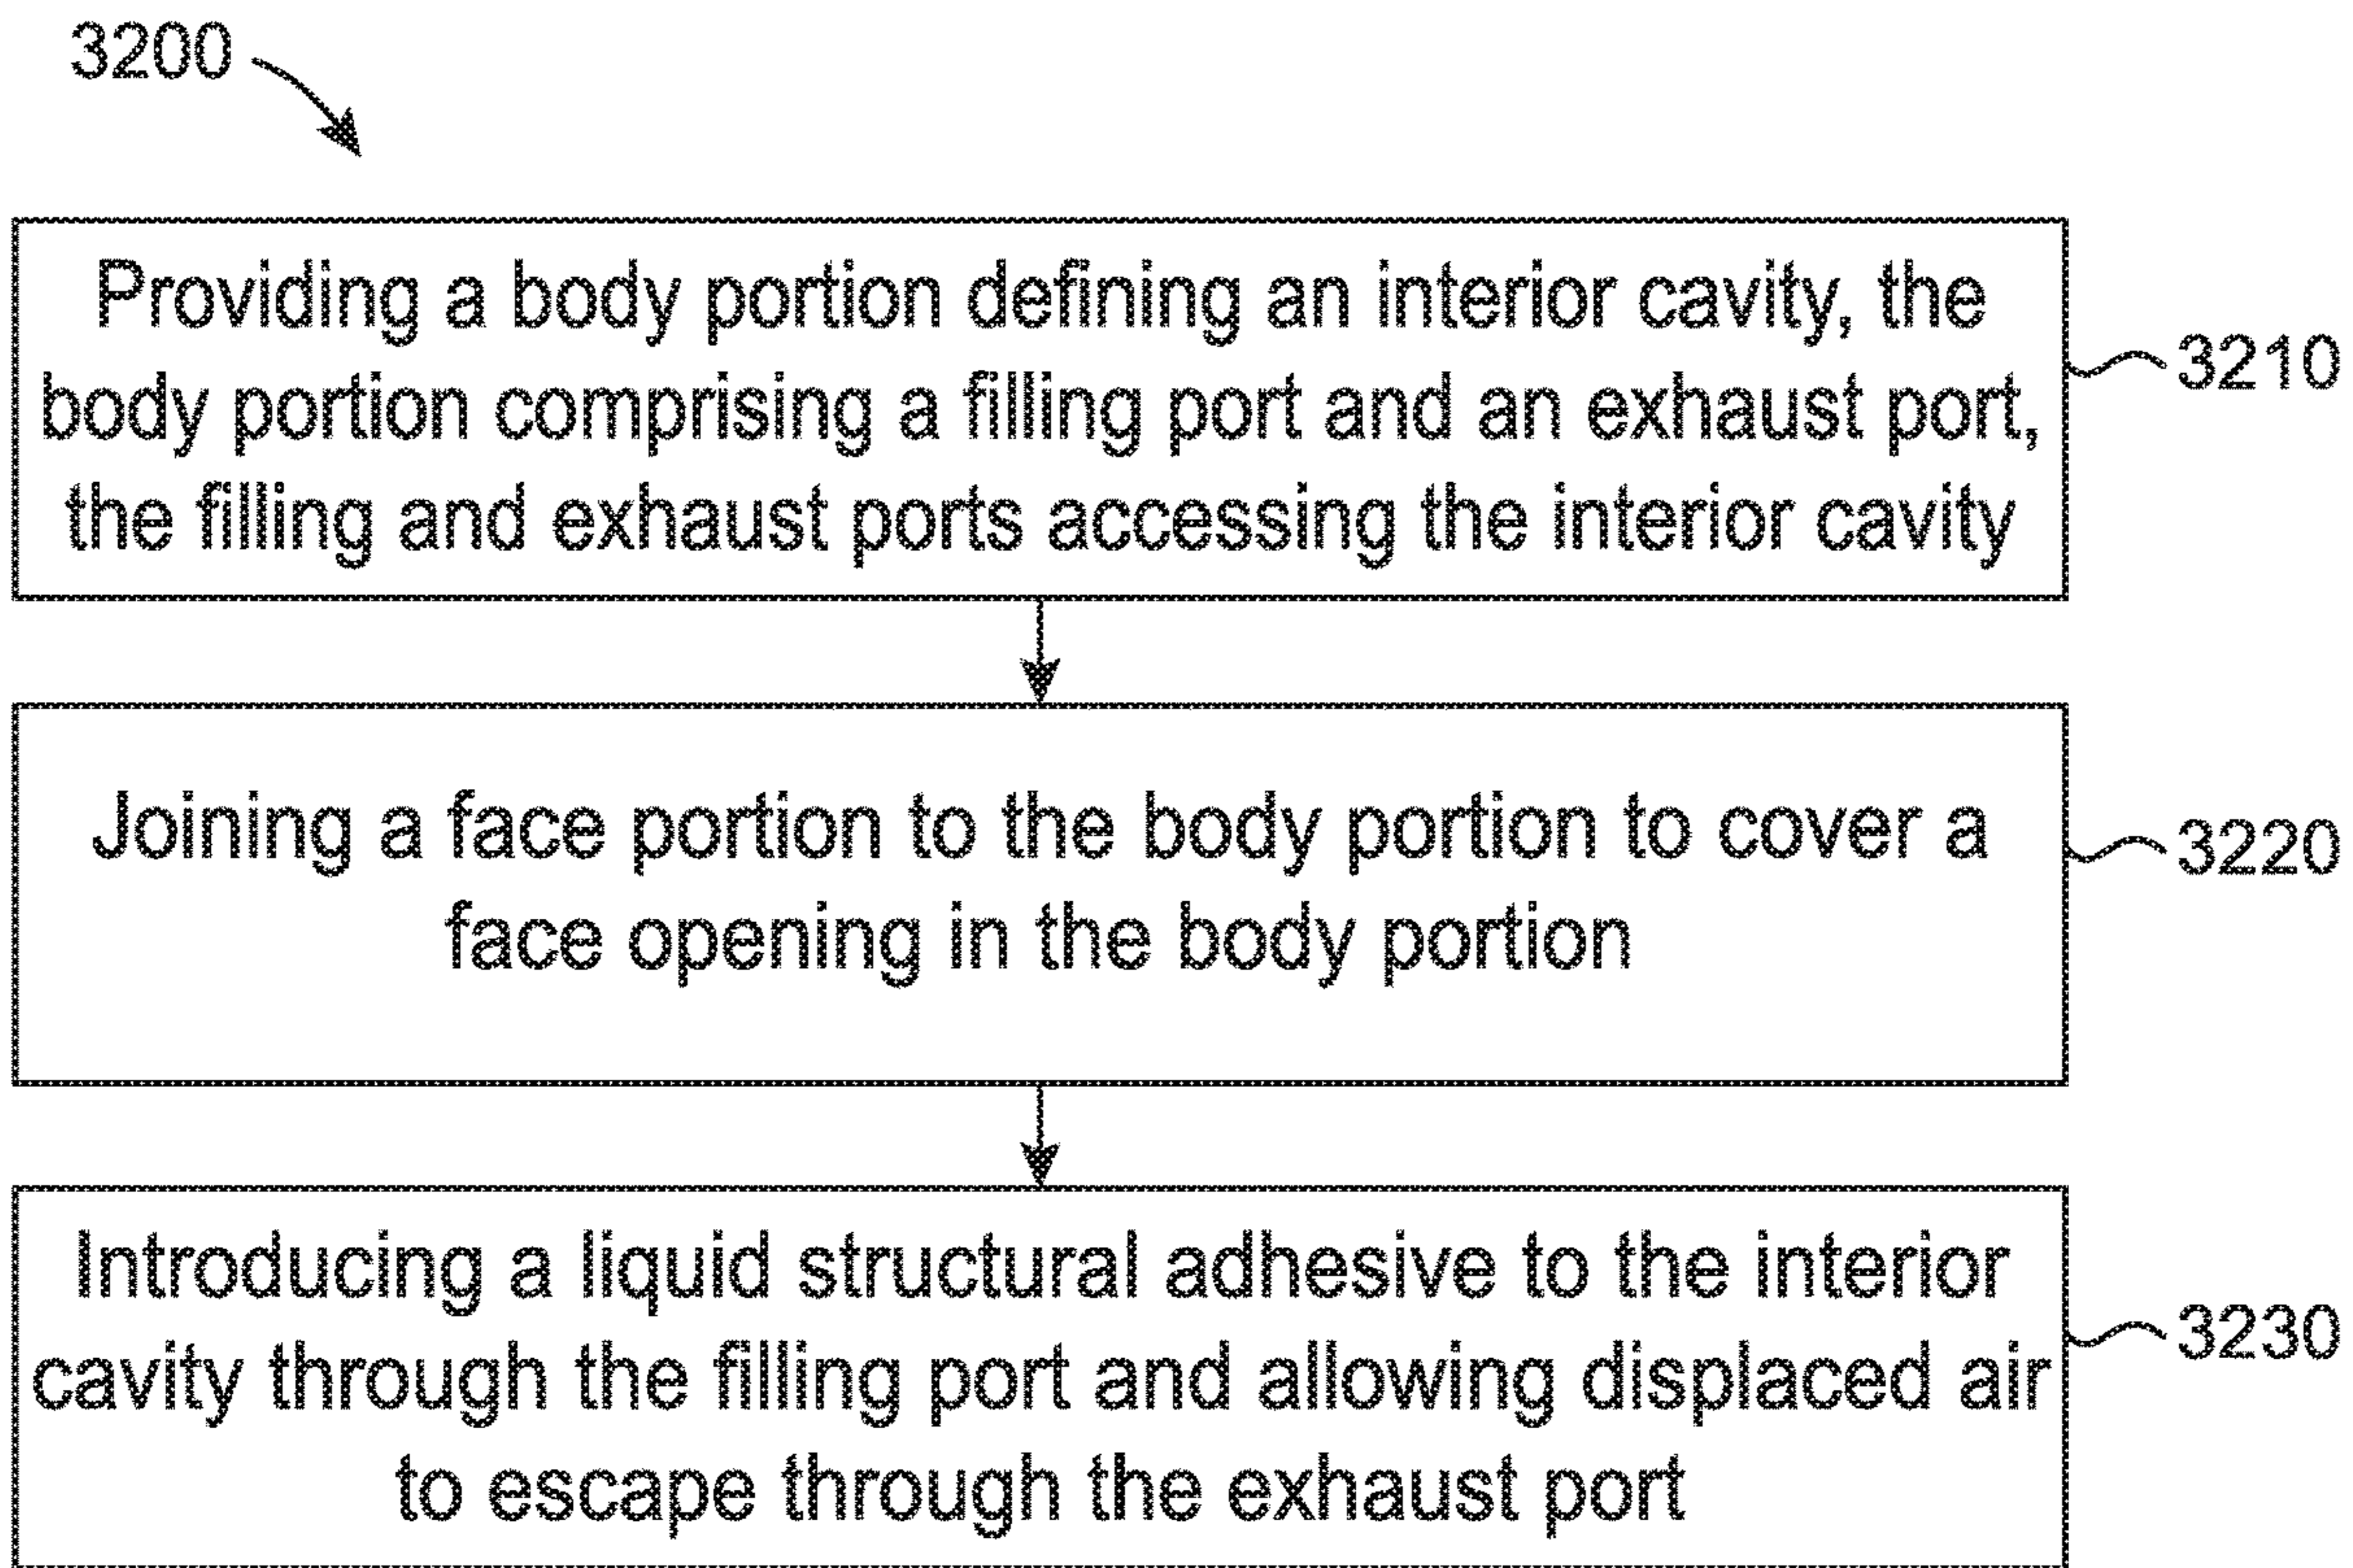 3200
Providing a body portion defining an interior cavity, the
body portion comprising a filling port and an exhaust port,
the filling and exhaust ports accessing the interior cavity
3210
Joining a face portion to the body portion to cover a
face opening in the body portion
3220
Introducing a liquid structural adhesive to the interior
cavity through the filling port and allowing displaced air
to escape through the exhaust port
3230